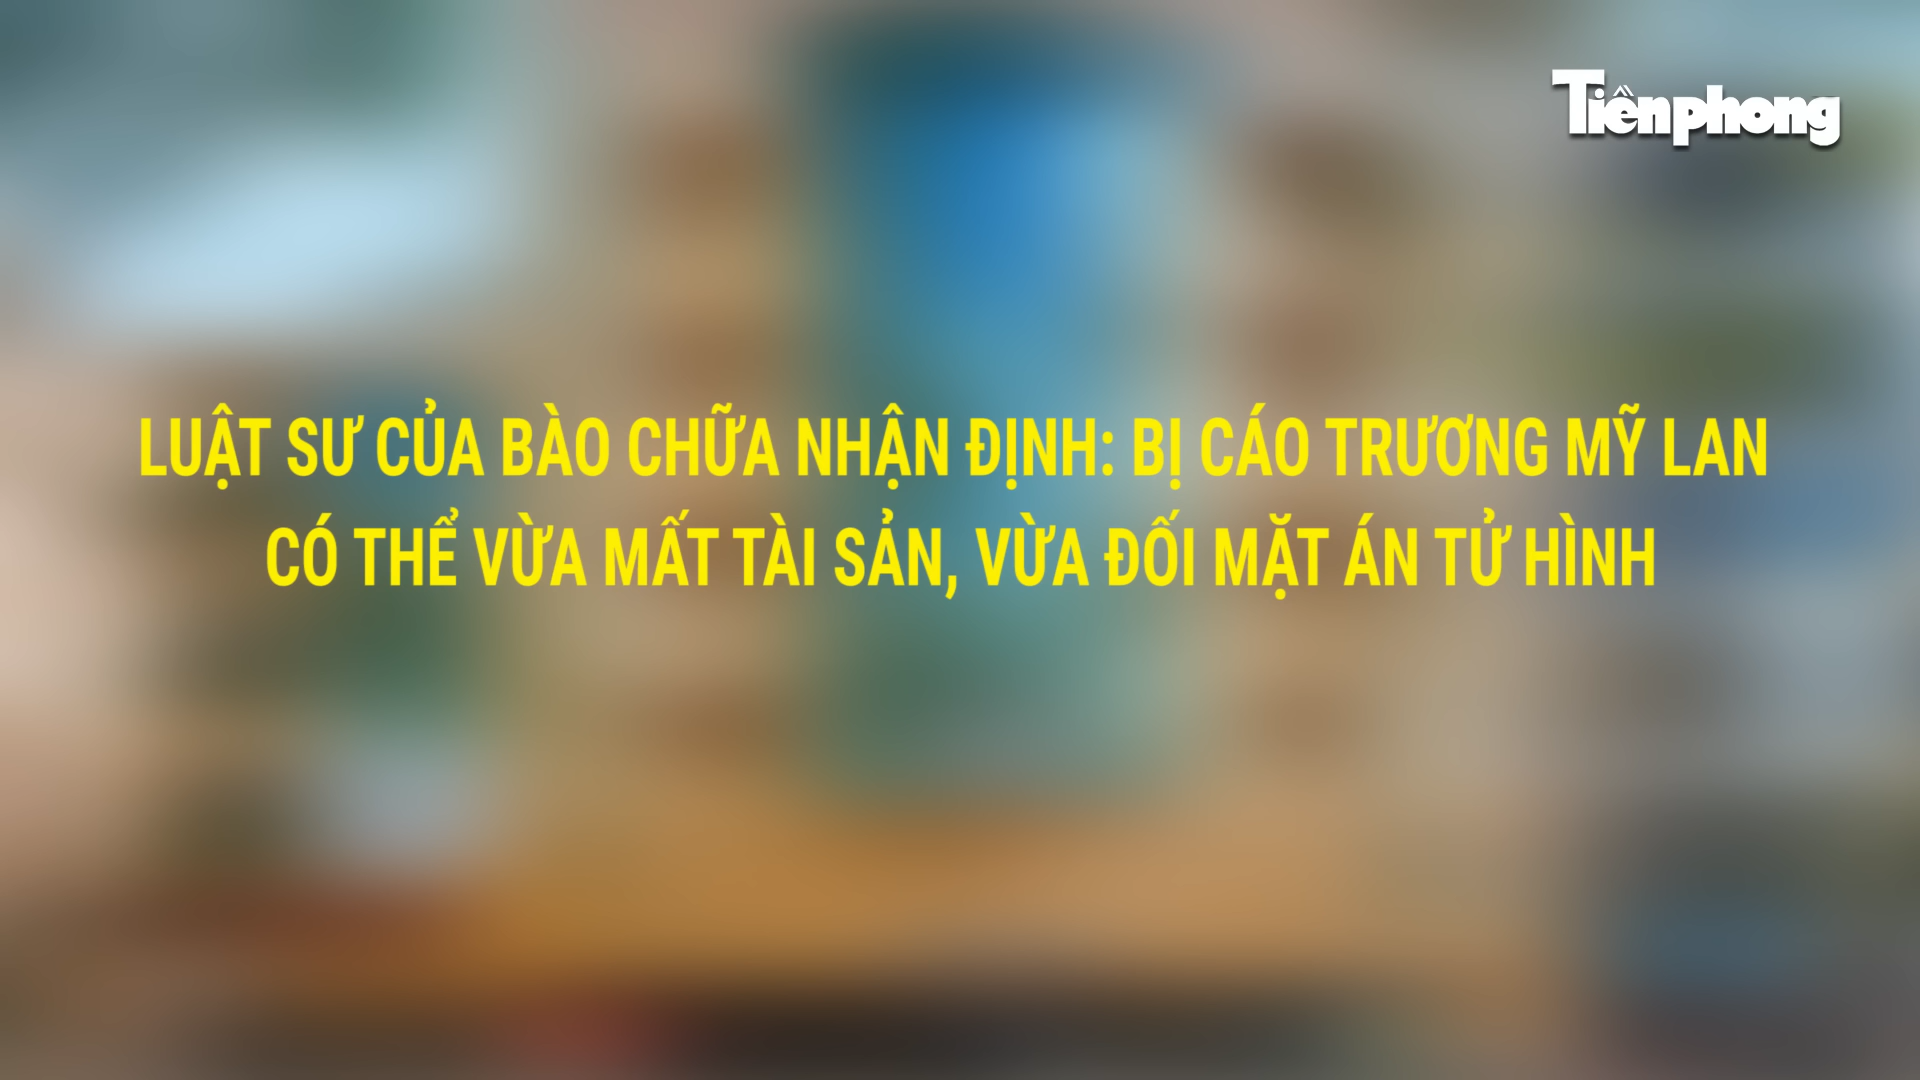 Tiềnphong
LUẬT SƯ CỦA BÀO CHỮA NHẬN ĐỊNH: BỊ CÁO TRƯƠNG MỸ LAN
CÓ THỂ VỪA MẤT TÀI SẢN, VỪA ĐỐI MẶT ÁN TỬ HÌNH